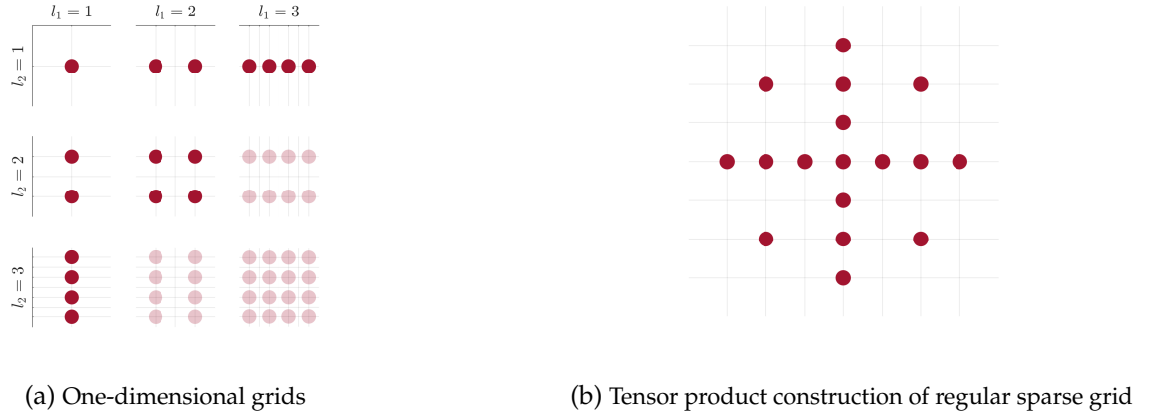 l₁ = 1
l₁ = 2
l₁ = 3
l₂ = 1
l₂ = 2
l₂ = 3
(a) One-dimensional grids
(b) Tensor product construction of regular sparse grid